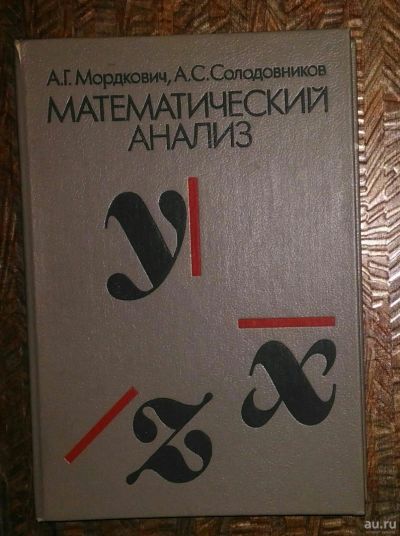 А.Г. Мордкович, А.С. Солодовников
МАТЕМАТИЧЕСКИЙ
АНАЛИЗ
y
x
z
au.ru